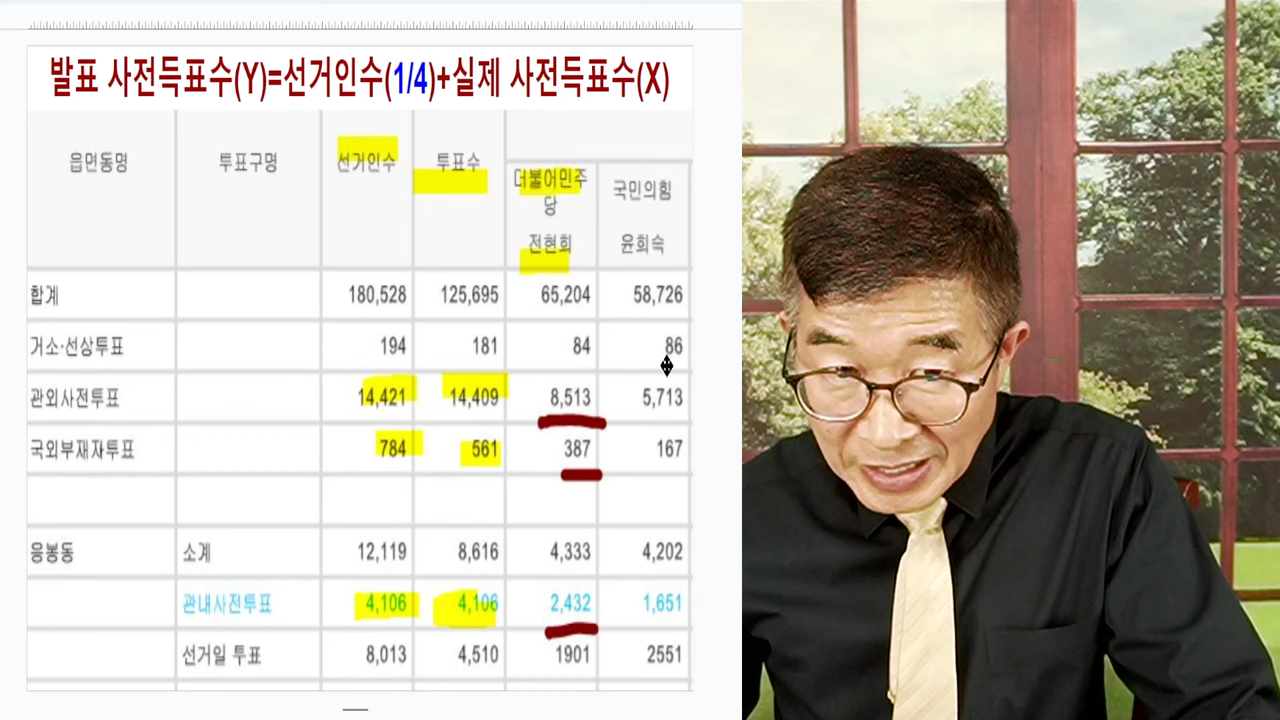 발표 사전득표수(Y)=선거인수(1/4)+실제 사전득표수(X)
읍면동명 투표구명 선거인수 투표수 더불어민주당 전현희 국민의힘 윤희숙
합계 180,528 125,695 65,204 58,726
거소·선상투표 194 181 84 86
관외사전투표 14,421 14,409 8,513 5,713
국외부재자투표 784 561 387 167
응봉동 소계 12,119 8,616 4,333 4,202
관내사전투표 4,106 4,106 2,432 1,651
선거일 투표 8,013 4,510 1901 2551